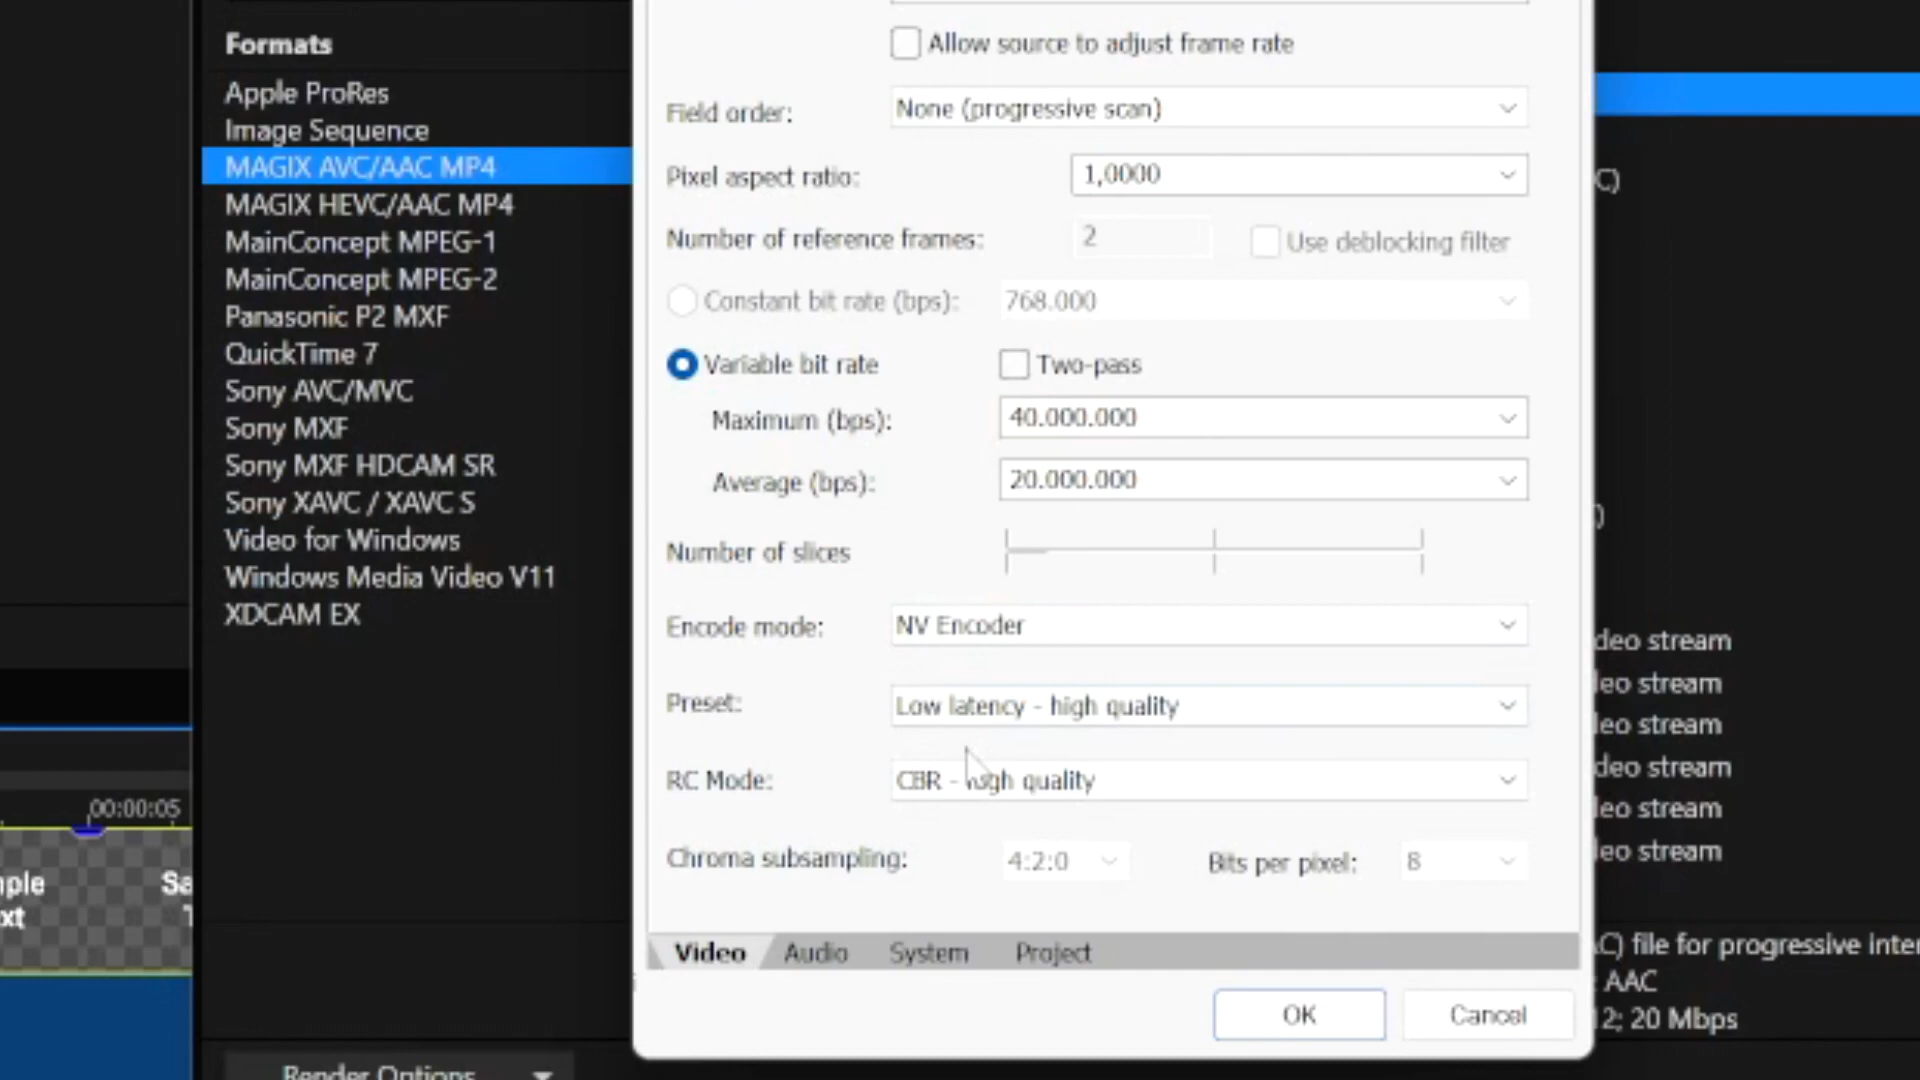 Formats
Apple ProRes
Image Sequence
MAGIX AVC/AAC MP4
MAGIX HEVC/AAC MP4
MainConcept MPEG-1
MainConcept MPEG-2
Panasonic P2 MXF
QuickTime 7
Sony AVC/MVC
Sony MXF
Sony MXF HDCAM SR
Sony XAVC / XAVC S
Video for Windows
Windows Media Video V11
XDCAM EX
Render Options
Allow source to adjust frame rate
Field order: None (progressive scan)
Pixel aspect ratio: 1,0000
Number of reference frames: 2 Use deblocking filter
Constant bit rate (bps): 768.000
Variable bit rate Two-pass
Maximum (bps): 40.000.000
Average (bps): 20.000.000
Number of slices
Encode mode: NV Encoder
Preset: Low latency - high quality
RC Mode: CBR - high quality
Chroma subsampling: 4:2:0 Bits per pixel: 8
Video Audio System Project
OK Cancel
C)
)
deo stream
eo stream
eo stream
deo stream
eo stream
eo stream
C) file for progressive inter
AAC
12; 20 Mbps
00:00:05
ple Sa
xt T